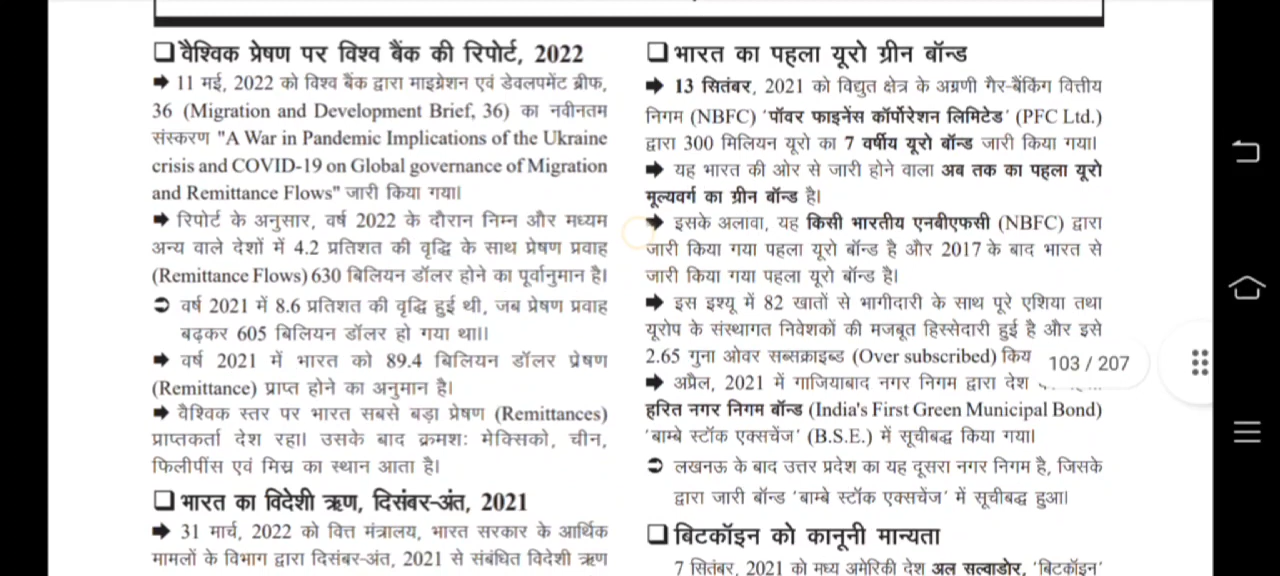 ❑ वैश्विक प्रेषण पर विश्व बैंक की रिपोर्ट, 2022
➡ 11 मई, 2022 को विश्व बैंक द्वारा माइग्रेशन एवं डेवलपमेंट ब्रीफ,
36 (Migration and Development Brief, 36) का नवीनतम
संस्करण "A War in Pandemic Implications of the Ukraine
crisis and COVID-19 on Global governance of Migration
and Remittance Flows" जारी किया गया।
➡ रिपोर्ट के अनुसार, वर्ष 2022 के दौरान निम्न और मध्यम
अन्य वाले देशों में 4.2 प्रतिशत की वृद्धि के साथ प्रेषण प्रवाह
(Remittance Flows) 630 बिलियन डॉलर होने का पूर्वानुमान है।
➲ वर्ष 2021 में 8.6 प्रतिशत की वृद्धि हुई थी, जब प्रेषण प्रवाह
बढ़कर 605 बिलियन डॉलर हो गया था।।
➡ वर्ष 2021 में भारत को 89.4 बिलियन डॉलर प्रेषण
(Remittance) प्राप्त होने का अनुमान है।
➡ वैश्विक स्तर पर भारत सबसे बड़ा प्रेषण (Remittances)
प्राप्तकर्ता देश रहा। उसके बाद क्रमशः मेक्सिको, चीन,
फिलीपींस एवं मिस्र का स्थान आता है।
❑ भारत का विदेशी ऋण, दिसंबर-अंत, 2021
➡ 31 मार्च, 2022 को वित्त मंत्रालय, भारत सरकार के आर्थिक
मामलों के विभाग द्वारा दिसंबर-अंत, 2021 से संबंधित विदेशी ऋण
❑ भारत का पहला यूरो ग्रीन बॉन्ड
➡ 13 सितंबर, 2021 को विद्युत क्षेत्र के अग्रणी गैर-बैंकिंग वित्तीय
निगम (NBFC) 'पॉवर फाइनेंस कॉर्पोरेशन लिमिटेड' (PFC Ltd.)
द्वारा 300 मिलियन यूरो का 7 वर्षीय यूरो बॉन्ड जारी किया गया।
➡ यह भारत की ओर से जारी होने वाला अब तक का पहला यूरो
मूल्यवर्ग का ग्रीन बॉन्ड है।
➡ इसके अलावा, यह किसी भारतीय एनबीएफसी (NBFC) द्वारा
जारी किया गया पहला यूरो बॉन्ड है और 2017 के बाद भारत से
जारी किया गया पहला यूरो बॉन्ड है।
➡ इस इश्यू में 82 खातों से भागीदारी के साथ पूरे एशिया तथा
यूरोप के संस्थागत निवेशकों की मजबूत हिस्सेदारी हुई है और इसे
2.65 गुना ओवर सब्सक्राइब्ड (Over subscribed) किय
103 / 207
➡ अप्रैल, 2021 में गाजियाबाद नगर निगम द्वारा देश
हरित नगर निगम बॉन्ड (India's First Green Municipal Bond)
'बाम्बे स्टॉक एक्सचेंज' (B.S.E.) में सूचीबद्ध किया गया।
➲ लखनऊ के बाद उत्तर प्रदेश का यह दूसरा नगर निगम है, जिसके
द्वारा जारी बॉन्ड 'बाम्बे स्टॉक एक्सचेंज' में सूचीबद्ध हुआ।
❑ बिटकॉइन को कानूनी मान्यता
7 सितंबर, 2021 को मध्य अमेरिकी देश अल सल्वाडोर, 'बिटकॉइन'